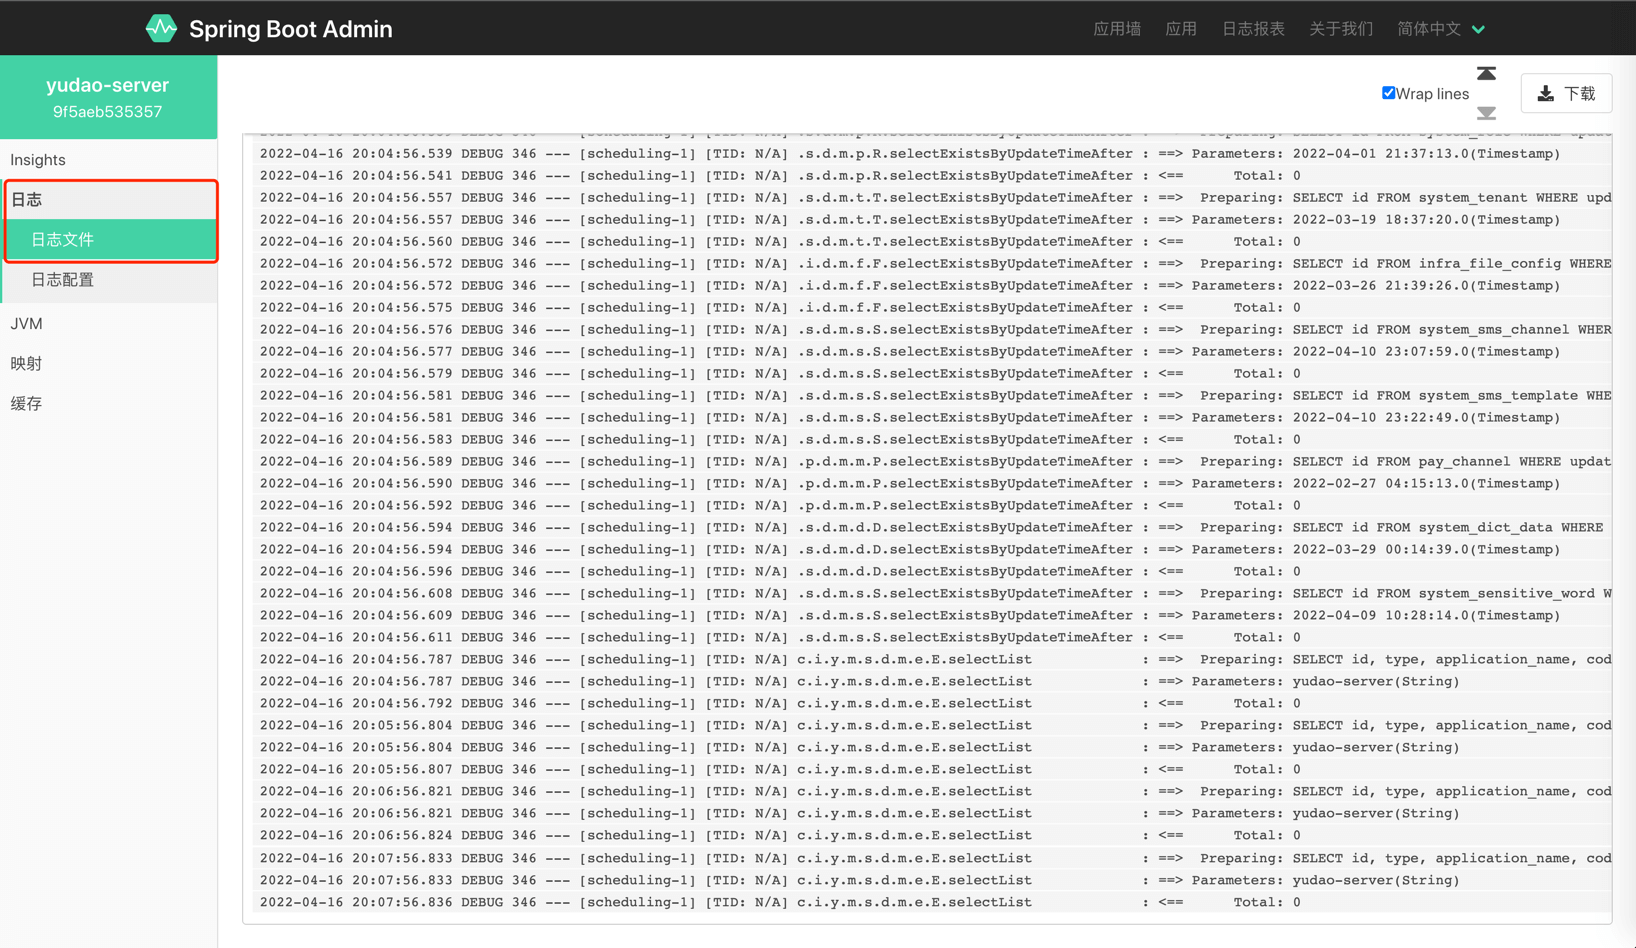 Spring Boot Admin
应用墙 应用 日志报表 关于我们 简体中文
yudao-server
9f5aeb535357
Wrap lines
下载
Insights
日志
日志文件
日志配置
JVM
映射
缓存
2022-04-16 20:04:56.539 DEBUG 346 --- [scheduling-1] [TID: N/A] .s.d.m.p.R.selectExistsByUpdateTimeAfter : ==> Parameters: 2022-04-01 21:37:13.0(Timestamp)
2022-04-16 20:04:56.541 DEBUG 346 --- [scheduling-1] [TID: N/A] .s.d.m.p.R.selectExistsByUpdateTimeAfter : <== Total: 0
2022-04-16 20:04:56.557 DEBUG 346 --- [scheduling-1] [TID: N/A] .s.d.m.t.T.selectExistsByUpdateTimeAfter : ==> Preparing: SELECT id FROM system_tenant WHERE upd
2022-04-16 20:04:56.557 DEBUG 346 --- [scheduling-1] [TID: N/A] .s.d.m.t.T.selectExistsByUpdateTimeAfter : ==> Parameters: 2022-03-19 18:37:20.0(Timestamp)
2022-04-16 20:04:56.560 DEBUG 346 --- [scheduling-1] [TID: N/A] .s.d.m.t.T.selectExistsByUpdateTimeAfter : <== Total: 0
2022-04-16 20:04:56.572 DEBUG 346 --- [scheduling-1] [TID: N/A] .i.d.m.f.F.selectExistsByUpdateTimeAfter : ==> Preparing: SELECT id FROM infra_file_config WHERE
2022-04-16 20:04:56.572 DEBUG 346 --- [scheduling-1] [TID: N/A] .i.d.m.f.F.selectExistsByUpdateTimeAfter : ==> Parameters: 2022-03-26 21:39:26.0(Timestamp)
2022-04-16 20:04:56.575 DEBUG 346 --- [scheduling-1] [TID: N/A] .i.d.m.f.F.selectExistsByUpdateTimeAfter : <== Total: 0
2022-04-16 20:04:56.576 DEBUG 346 --- [scheduling-1] [TID: N/A] .s.d.m.s.S.selectExistsByUpdateTimeAfter : ==> Preparing: SELECT id FROM system_sms_channel WHER
2022-04-16 20:04:56.577 DEBUG 346 --- [scheduling-1] [TID: N/A] .s.d.m.s.S.selectExistsByUpdateTimeAfter : ==> Parameters: 2022-04-10 23:07:59.0(Timestamp)
2022-04-16 20:04:56.579 DEBUG 346 --- [scheduling-1] [TID: N/A] .s.d.m.s.S.selectExistsByUpdateTimeAfter : <== Total: 0
2022-04-16 20:04:56.581 DEBUG 346 --- [scheduling-1] [TID: N/A] .s.d.m.s.S.selectExistsByUpdateTimeAfter : ==> Preparing: SELECT id FROM system_sms_template WHE
2022-04-16 20:04:56.581 DEBUG 346 --- [scheduling-1] [TID: N/A] .s.d.m.s.S.selectExistsByUpdateTimeAfter : ==> Parameters: 2022-04-10 23:22:49.0(Timestamp)
2022-04-16 20:04:56.583 DEBUG 346 --- [scheduling-1] [TID: N/A] .s.d.m.s.S.selectExistsByUpdateTimeAfter : <== Total: 0
2022-04-16 20:04:56.589 DEBUG 346 --- [scheduling-1] [TID: N/A] .p.d.m.m.P.selectExistsByUpdateTimeAfter : ==> Preparing: SELECT id FROM pay_channel WHERE updat
2022-04-16 20:04:56.590 DEBUG 346 --- [scheduling-1] [TID: N/A] .p.d.m.m.P.selectExistsByUpdateTimeAfter : ==> Parameters: 2022-02-27 04:15:13.0(Timestamp)
2022-04-16 20:04:56.592 DEBUG 346 --- [scheduling-1] [TID: N/A] .p.d.m.m.P.selectExistsByUpdateTimeAfter : <== Total: 0
2022-04-16 20:04:56.594 DEBUG 346 --- [scheduling-1] [TID: N/A] .s.d.m.d.D.selectExistsByUpdateTimeAfter : ==> Preparing: SELECT id FROM system_dict_data WHERE
2022-04-16 20:04:56.594 DEBUG 346 --- [scheduling-1] [TID: N/A] .s.d.m.d.D.selectExistsByUpdateTimeAfter : ==> Parameters: 2022-03-29 00:14:39.0(Timestamp)
2022-04-16 20:04:56.596 DEBUG 346 --- [scheduling-1] [TID: N/A] .s.d.m.d.D.selectExistsByUpdateTimeAfter : <== Total: 0
2022-04-16 20:04:56.608 DEBUG 346 --- [scheduling-1] [TID: N/A] .s.d.m.s.S.selectExistsByUpdateTimeAfter : ==> Preparing: SELECT id FROM system_sensitive_word W
2022-04-16 20:04:56.609 DEBUG 346 --- [scheduling-1] [TID: N/A] .s.d.m.s.S.selectExistsByUpdateTimeAfter : ==> Parameters: 2022-04-09 10:28:14.0(Timestamp)
2022-04-16 20:04:56.611 DEBUG 346 --- [scheduling-1] [TID: N/A] .s.d.m.s.S.selectExistsByUpdateTimeAfter : <== Total: 0
2022-04-16 20:04:56.787 DEBUG 346 --- [scheduling-1] [TID: N/A] c.i.y.m.s.d.m.e.E.selectList : ==> Preparing: SELECT id, type, application_name, cod
2022-04-16 20:04:56.787 DEBUG 346 --- [scheduling-1] [TID: N/A] c.i.y.m.s.d.m.e.E.selectList : ==> Parameters: yudao-server(String)
2022-04-16 20:04:56.792 DEBUG 346 --- [scheduling-1] [TID: N/A] c.i.y.m.s.d.m.e.E.selectList : <== Total: 0
2022-04-16 20:05:56.804 DEBUG 346 --- [scheduling-1] [TID: N/A] c.i.y.m.s.d.m.e.E.selectList : ==> Preparing: SELECT id, type, application_name, cod
2022-04-16 20:05:56.804 DEBUG 346 --- [scheduling-1] [TID: N/A] c.i.y.m.s.d.m.e.E.selectList : ==> Parameters: yudao-server(String)
2022-04-16 20:05:56.807 DEBUG 346 --- [scheduling-1] [TID: N/A] c.i.y.m.s.d.m.e.E.selectList : <== Total: 0
2022-04-16 20:06:56.821 DEBUG 346 --- [scheduling-1] [TID: N/A] c.i.y.m.s.d.m.e.E.selectList : ==> Preparing: SELECT id, type, application_name, cod
2022-04-16 20:06:56.821 DEBUG 346 --- [scheduling-1] [TID: N/A] c.i.y.m.s.d.m.e.E.selectList : ==> Parameters: yudao-server(String)
2022-04-16 20:06:56.824 DEBUG 346 --- [scheduling-1] [TID: N/A] c.i.y.m.s.d.m.e.E.selectList : <== Total: 0
2022-04-16 20:07:56.833 DEBUG 346 --- [scheduling-1] [TID: N/A] c.i.y.m.s.d.m.e.E.selectList : ==> Preparing: SELECT id, type, application_name, cod
2022-04-16 20:07:56.833 DEBUG 346 --- [scheduling-1] [TID: N/A] c.i.y.m.s.d.m.e.E.selectList : ==> Parameters: yudao-server(String)
2022-04-16 20:07:56.836 DEBUG 346 --- [scheduling-1] [TID: N/A] c.i.y.m.s.d.m.e.E.selectList : <== Total: 0